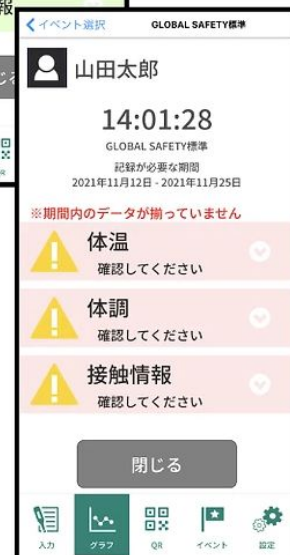 報
じる
R
イベント選択
GLOBAL SAFETY標準
山田太郎
14:01:28
GLOBAL SAFETY標準
記録が必要な期間
2021年11月12日 - 2021年11月25日
※期間内のデータが揃っていません
体温
確認してください
体調
確認してください
接触情報
確認してください
閉じる
入力 グラフ QR イベント 設定